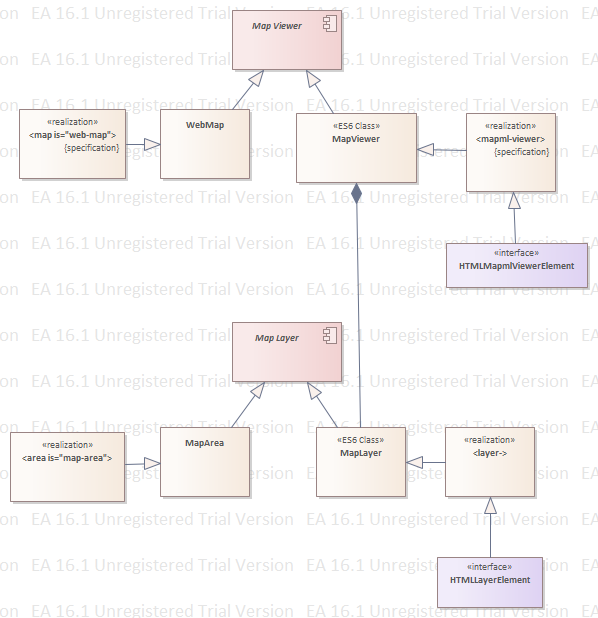 EA 16.1 Unregistered Trial Version
Map Viewer
«realization»
<map is="web-map">
{specification}
WebMap
«ES6 Class»
MapViewer
«realization»
<mapml-viewer>
{specification}
«interface»
HTMLMapmlViewerElement
Map Layer
«realization»
<area is="map-area">
MapArea
«ES6 Class»
MapLayer
«realization»
<layer->
«interface»
HTMLLayerElement